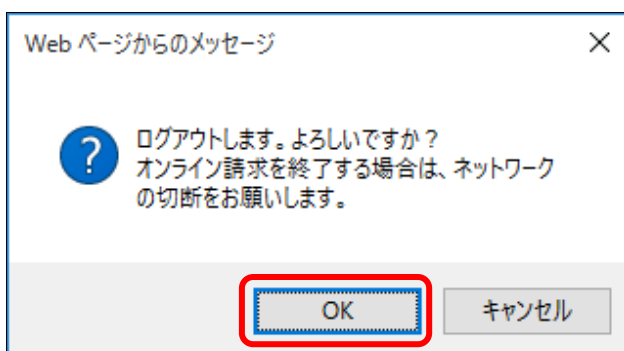 Web ページからのメッセージ
ログアウトします。よろしいですか？
オンライン請求を終了する場合は、ネットワーク
の切断をお願いします。
OK
キャンセル